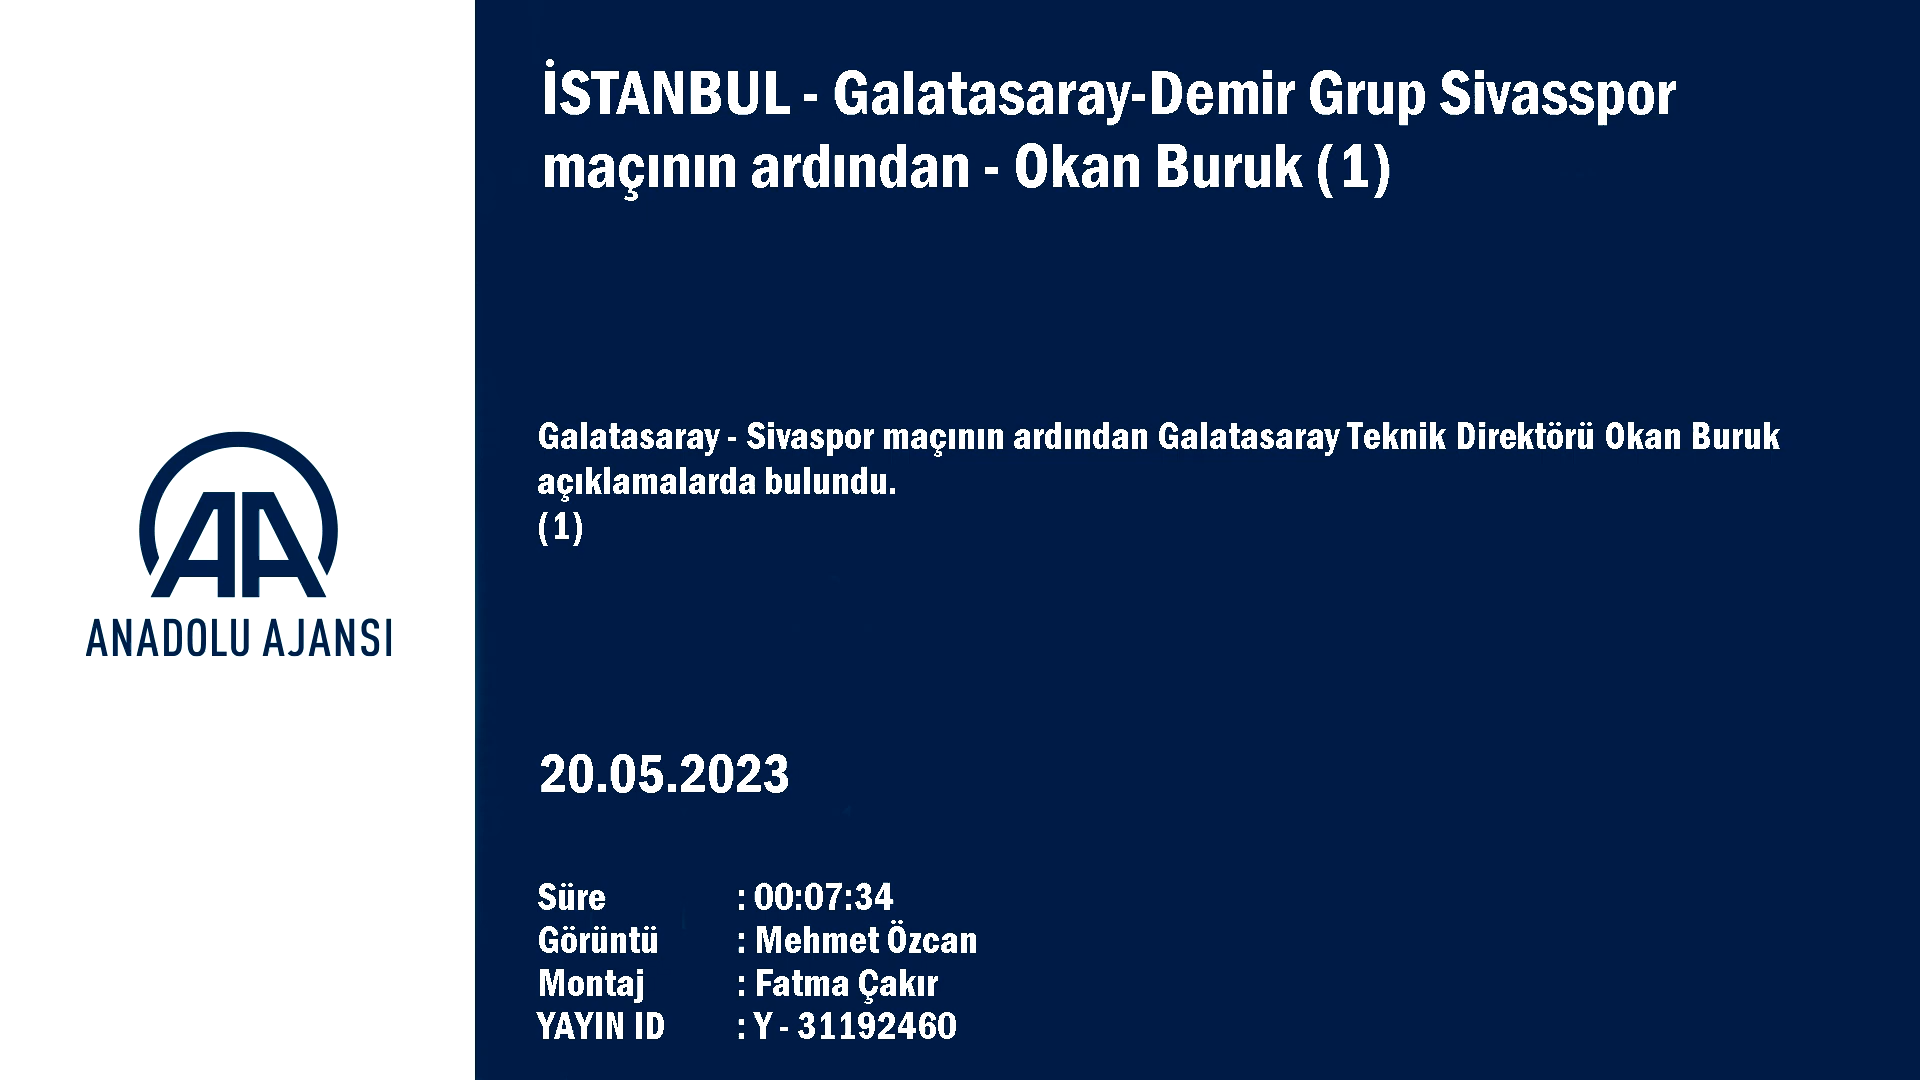 İSTANBUL - Galatasaray-Demir Grup Sivasspor
maçının ardından - Okan Buruk (1)
Galatasaray - Sivaspor maçının ardından Galatasaray Teknik Direktörü Okan Buruk
açıklamalarda bulundu.
(1)
AA
ANADOLU AJANSI
20.05.2023
Süre : 00:07:34
Görüntü : Mehmet Özcan
Montaj : Fatma Çakır
YAYIN ID : Y - 31192460